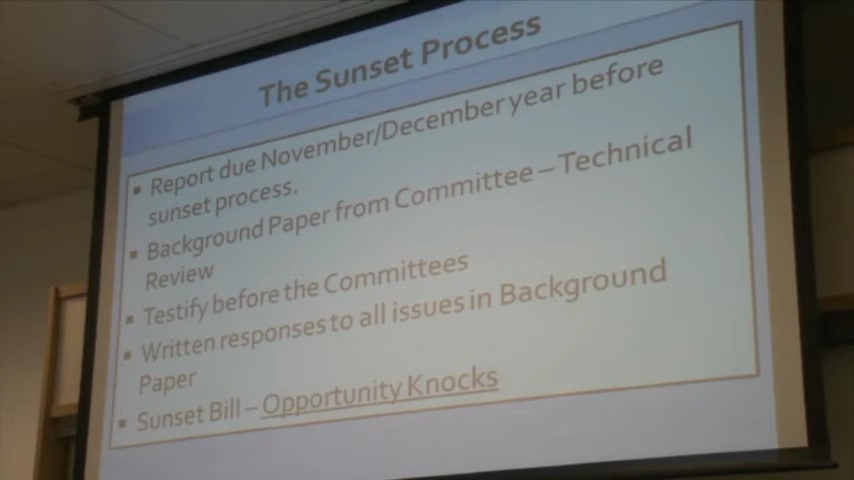 The Sunset Process
▪ Report due November/December year before
sunset process.
▪ Background Paper from Committee – Technical
Review
▪ Testify before the Committees
▪ Written responses to all issues in Background
Paper
▪ Sunset Bill – Opportunity Knocks